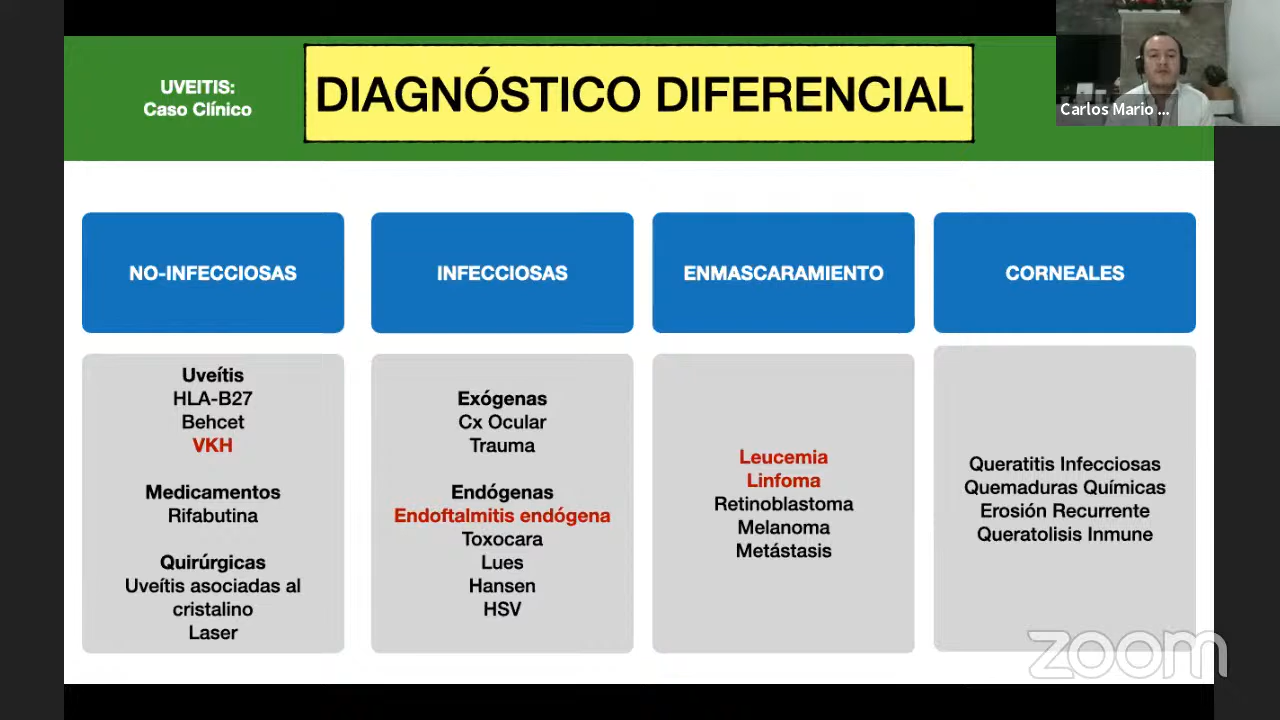 UVEITIS:
Caso Clínico
DIAGNÓSTICO DIFERENCIAL
Carlos Mario ...
NO-INFECCIOSAS
INFECCIOSAS
ENMASCARAMIENTO
CORNEALES
Uveítis
HLA-B27
Behcet
VKH
Medicamentos
Rifabutina
Quirúrgicas
Uveítis asociadas al
cristalino
Laser
Exógenas
Cx Ocular
Trauma
Endógenas
Endoftalmitis endógena
Toxocara
Lues
Hansen
HSV
Leucemia
Linfoma
Retinoblastoma
Melanoma
Metástasis
Queratitis Infecciosas
Quemaduras Químicas
Erosión Recurrente
Queratolisis Inmune
zoom